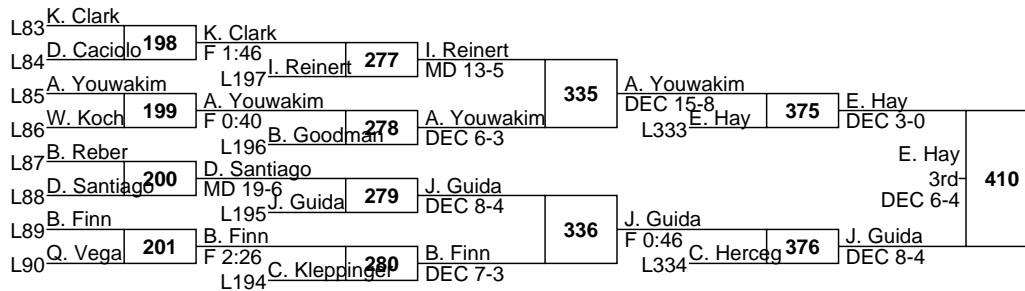 K. Clark
L83
198
K. Clark
F 1:46
D. Caciolo
L84
277
I. Reinert
MD 13-5
I. Reinert
L197
A. Youwakim
L85
335
A. Youwakim
DEC 15-8
199
A. Youwakim
F 0:40
W. Koch
L86
278
A. Youwakim
DEC 6-3
B. Goodman
L196
E. Hay
L333
375
E. Hay
DEC 3-0
B. Reber
L87
200
D. Santiago
MD 19-6
D. Santiago
L88
E. Hay
3rd
DEC 6-4
410
279
J. Guida
DEC 8-4
J. Guida
L195
B. Finn
L89
336
J. Guida
F 0:46
201
B. Finn
F 2:26
Q. Vega
L90
280
B. Finn
DEC 7-3
C. Kleppinger
L194
C. Herceg
L334
376
J. Guida
DEC 8-4